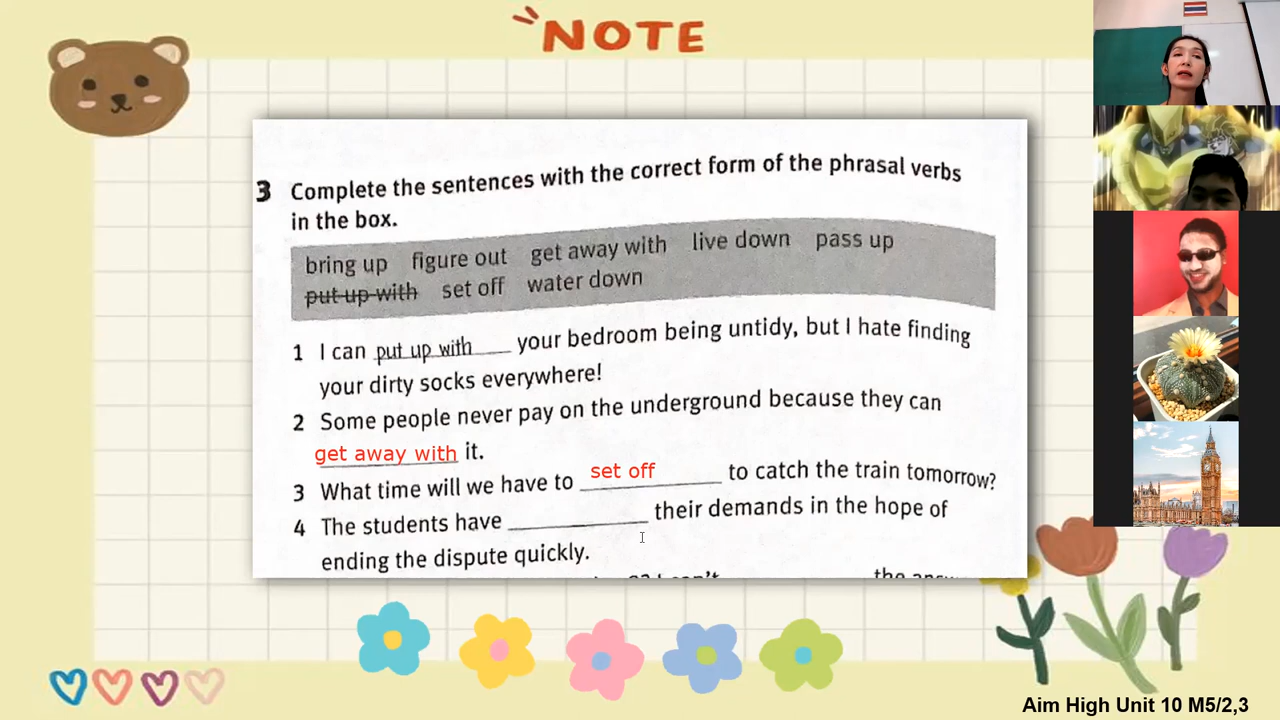 NOTE
3 Complete the sentences with the correct form of the phrasal verbs
in the box.
bring up figure out get away with live down pass up
put up with set off water down
1 I can put up with your bedroom being untidy, but I hate finding
your dirty socks everywhere!
2 Some people never pay on the underground because they can
get away with it.
3 What time will we have to set off to catch the train tomorrow?
4 The students have ____________ their demands in the hope of
ending the dispute quickly.
Aim High Unit 10 M5/2,3